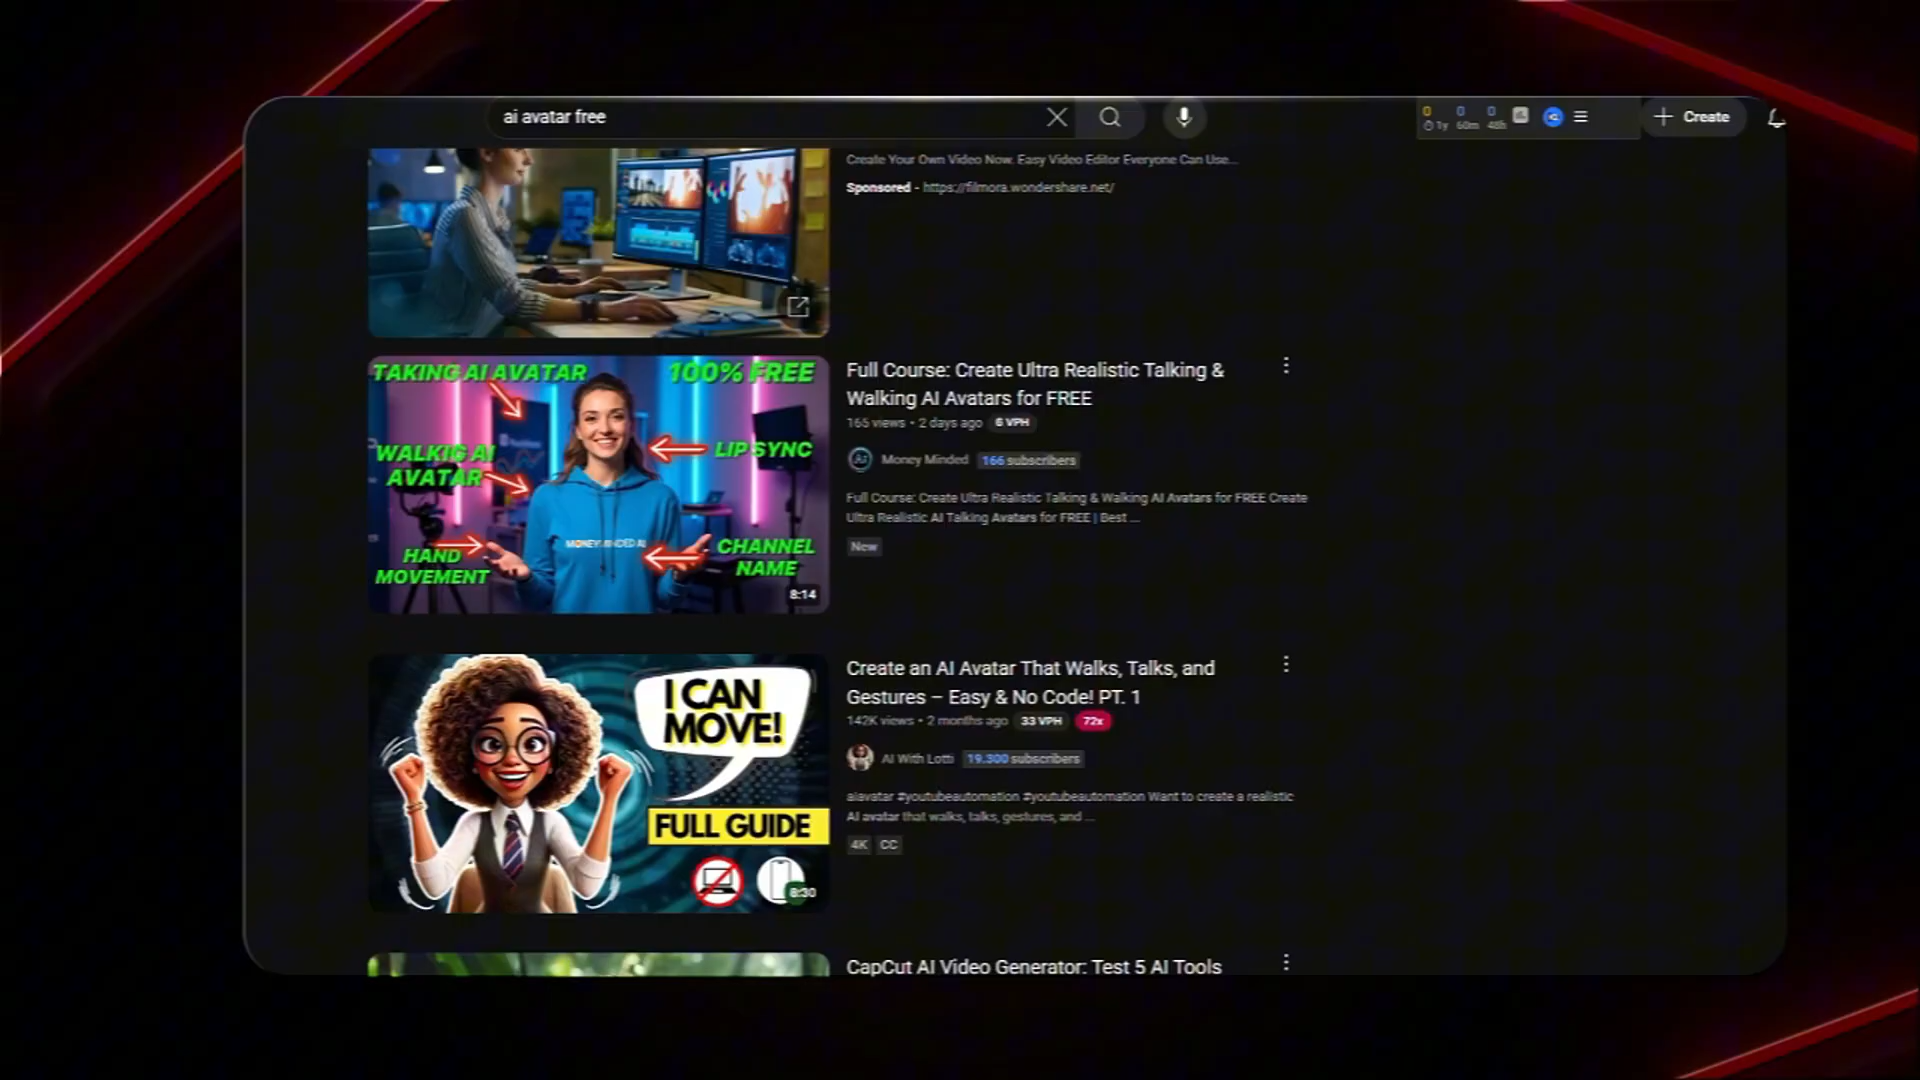 ai avatar free
0 0 0
1y 60m 48h
Create
Create Your Own Video Now. Easy Video Editor Everyone Can Use...
Sponsored - https://filmora.wondershare.net/
TAKING AI AVATAR
100% FREE
WALKIG AI
AVATAR
LIP SYNC
HAND
MOVEMENT
CHANNEL
NAME
8:14
Full Course: Create Ultra Realistic Talking &
Walking AI Avatars for FREE
165 views • 2 days ago 6 VPH
Money Minded 166 subscribers
Full Course: Create Ultra Realistic Talking & Walking AI Avatars for FREE Create
Ultra Realistic AI Talking Avatars for FREE | Best ...
New
I CAN
MOVE!
FULL GUIDE
8:30
Create an AI Avatar That Walks, Talks, and
Gestures – Easy & No Code! PT. 1
142K views • 2 months ago 33 VPH 72x
AI With Lotti 19.300 subscribers
aiavatar #youtubeautomation #youtubeautomation Want to create a realistic
AI avatar that walks, talks, gestures, and ...
4K CC
CapCut AI Video Generator: Test 5 AI Tools